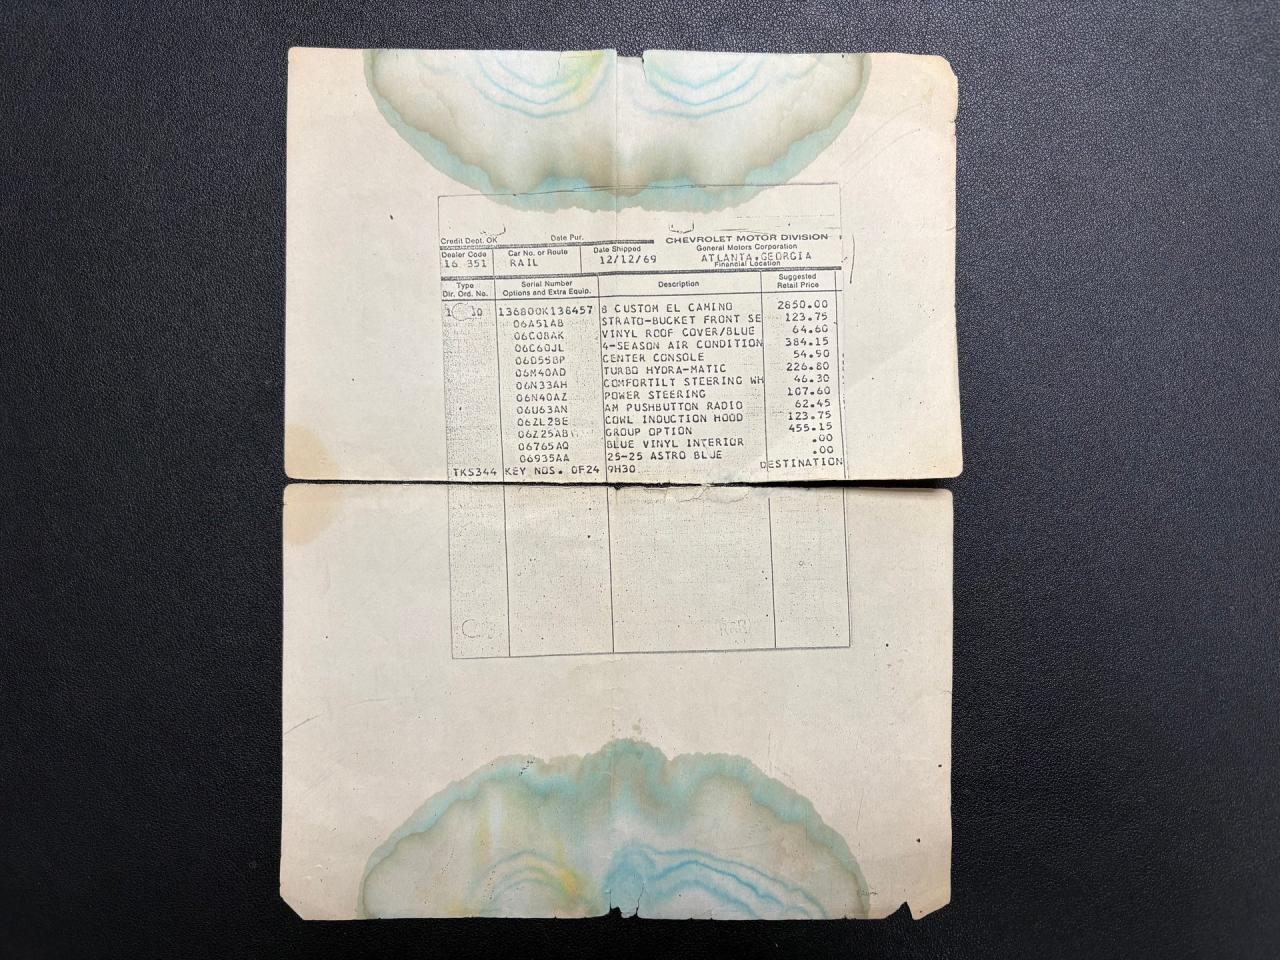 Credit Dept. OK Date Pur. CHEVROLET MOTOR DIVISION
General Motors Corporation
Dealer Code Car No. or Route Date Shipped
16 351 RAIL 12/12/69 ATLANTA, GEORGIA
Financial Location
Type Serial Number Description Suggested
Dlr. Ord. No. Options and Extra Equip. Retail Price
136800K138457 8 CUSTOM EL CAMINO 2850.00
06A51AB STRATO-BUCKET FRONT SE 123.75
06C08AK VINYL ROOF COVER/BLUE 64.60
06C60JL 4-SEASON AIR CONDITION 384.15
06D55BP CENTER CONSOLE 54.90
06M40AD TURBO HYDRA-MATIC 226.80
06N33AH COMFORTILT STEERING WH 46.30
06N40AZ POWER STEERING 107.60
06U63AN AM PUSHBUTTON RADIO 62.45
06ZL2BE COWL INDUCTION HOOD 123.75
06Z25AB GROUP OPTION 455.15
06765AQ BLUE VINYL INTERIOR .00
06935AA 25-25 ASTRO BLUE .00
TKS344 KEY NOS. OF24 9H30 DESTINATION